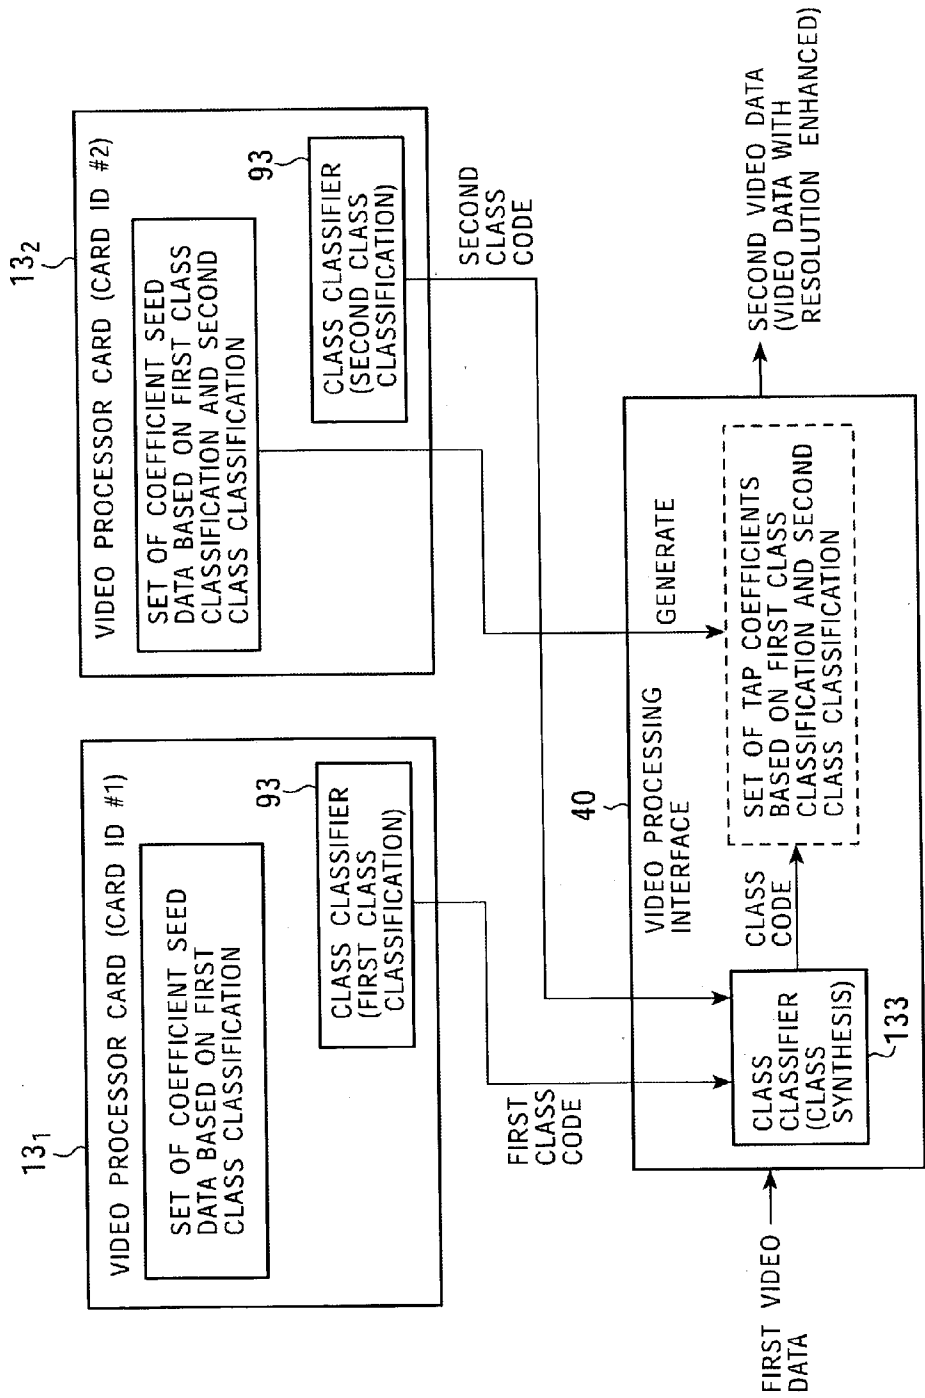 13₁
VIDEO PROCESSOR CARD (CARD ID #1)
SET OF COEFFICIENT SEED
DATA BASED ON FIRST
CLASS CLASSIFICATION
93
CLASS CLASSIFIER
(FIRST CLASS
CLASSIFICATION)
13₂
VIDEO PROCESSOR CARD (CARD ID #2)
SET OF COEFFICIENT SEED
DATA BASED ON FIRST CLASS
CLASSIFICATION AND SECOND
CLASS CLASSIFICATION
93
CLASS CLASSIFIER
(SECOND CLASS
CLASSIFICATION)
FIRST
CLASS
CODE
SECOND
CLASS
CODE
40
VIDEO PROCESSING
INTERFACE
GENERATE
FIRST VIDEO
DATA
CLASS
CLASSIFIER
(CLASS
SYNTHESIS)
133
CLASS
CODE
SET OF TAP COEFFICIENTS
BASED ON FIRST CLASS
CLASSIFICATION AND SECOND
CLASS CLASSIFICATION
SECOND VIDEO DATA
(VIDEO DATA WITH
RESOLUTION ENHANCED)